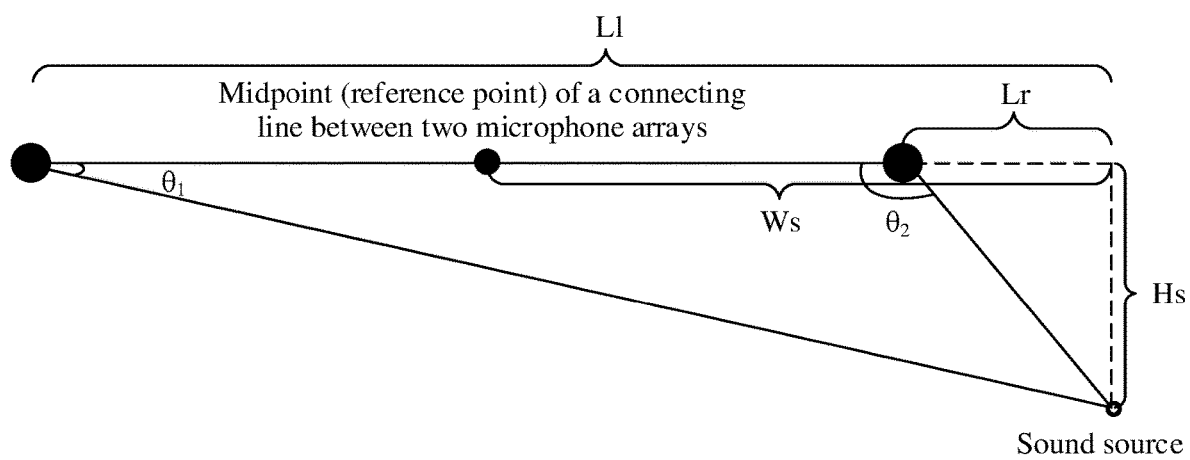 Ll
Midpoint (reference point) of a connecting
line between two microphone arrays
Lr
θ₁
Ws
θ₂
Hs
Sound source